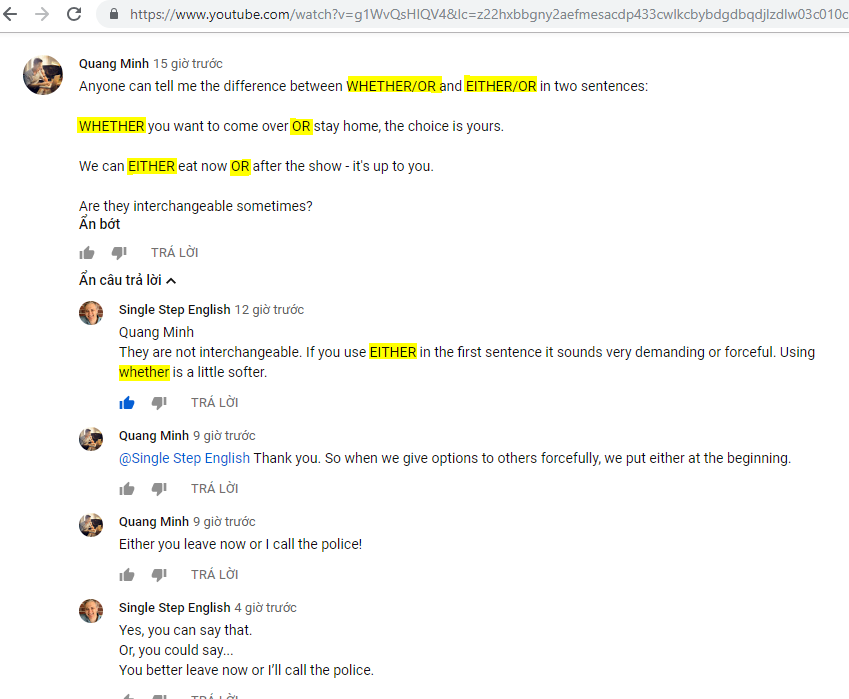 https://www.youtube.com/watch?v=g1WvQsHIQV4&lc=z22hxbbgny2aefmesacdp433cwlkcbybdgdbqdjlzdlw03c010c
Quang Minh 15 giờ trước
Anyone can tell me the difference between WHETHER/OR and EITHER/OR in two sentences:
WHETHER you want to come over OR stay home, the choice is yours.
We can EITHER eat now OR after the show - it's up to you.
Are they interchangeable sometimes?
Ẩn bớt
TRẢ LỜI
Ẩn câu trả lời
Single Step English 12 giờ trước
Quang Minh
They are not interchangeable. If you use EITHER in the first sentence it sounds very demanding or forceful. Using
whether is a little softer.
TRẢ LỜI
Quang Minh 9 giờ trước
@Single Step English Thank you. So when we give options to others forcefully, we put either at the beginning.
TRẢ LỜI
Quang Minh 9 giờ trước
Either you leave now or I call the police!
TRẢ LỜI
Single Step English 4 giờ trước
Yes, you can say that.
Or, you could say...
You better leave now or I’ll call the police.
TRẢ LỜI